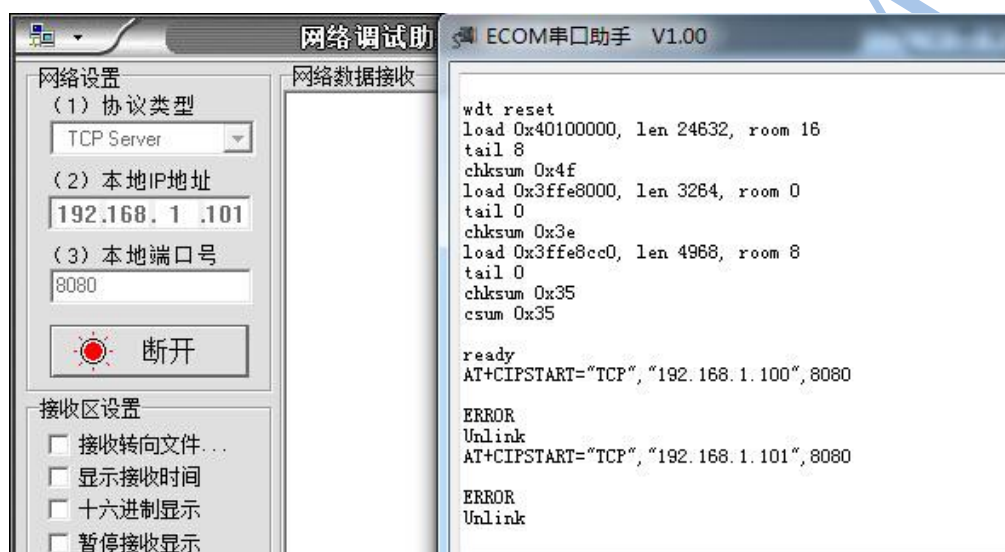 网络调试助
网络设置
(1) 协议类型
TCP Server
(2) 本地IP地址
192.168. 1 .101
(3) 本地端口号
8080
断开
接收区设置
接收转向文件...
显示接收时间
十六进制显示
暂停接收显示
网络数据接收
ECOM串口助手 V1.00
wdt reset
load 0x40100000, len 24632, room 16
tail 8
chksum 0x4f
load 0x3ffe8000, len 3264, room 0
tail 0
chksum 0x3e
load 0x3ffe8cc0, len 4968, room 8
tail 0
chksum 0x35
csum 0x35
ready
AT+CIPSTART="TCP","192.168.1.100",8080
ERROR
Unlink
AT+CIPSTART="TCP","192.168.1.101",8080
ERROR
Unlink